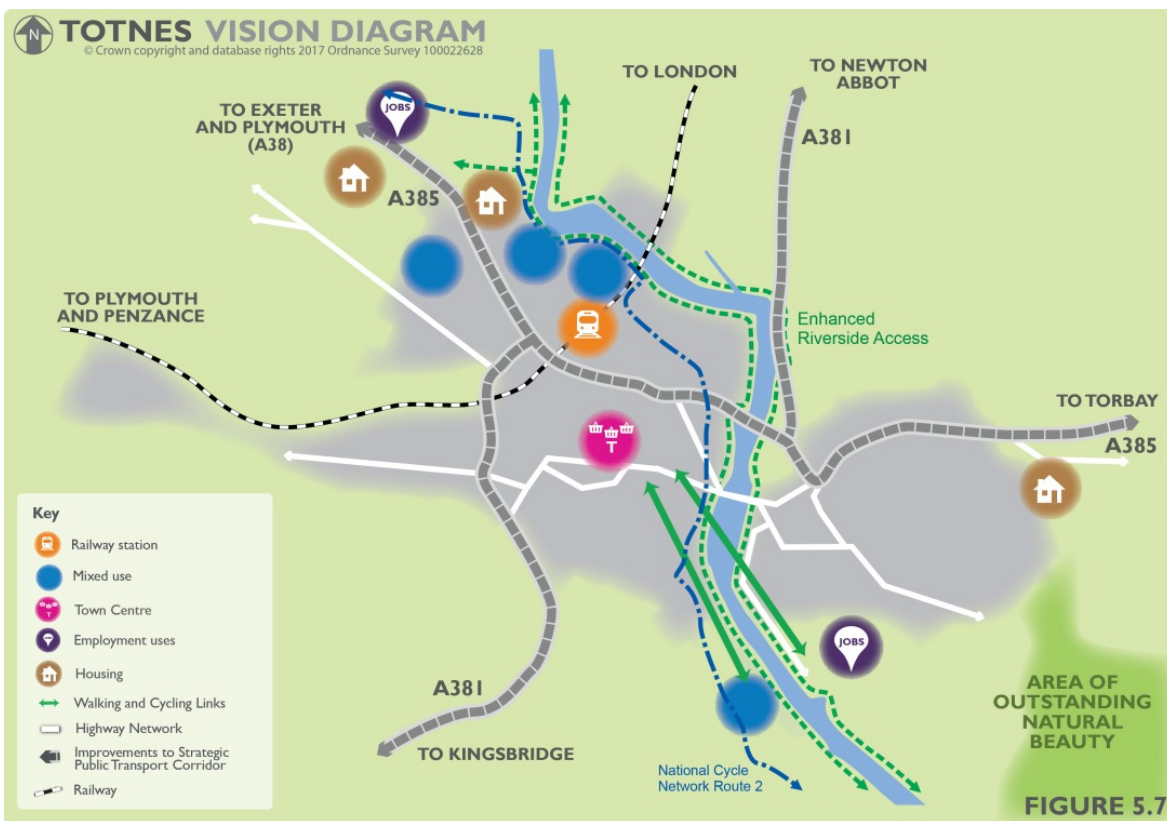 N
TOTNES VISION DIAGRAM
© Crown copyright and database rights 2017 Ordnance Survey 100022628
TO LONDON
TO NEWTON
ABBOT
JOBS
TO EXETER
AND PLYMOUTH
(A38)
A381
A385
TO PLYMOUTH
AND PENZANCE
Enhanced
Riverside Access
TO TORBAY
A385
T
Key
Railway station
Mixed use
T
Town Centre
Employment uses
Housing
Walking and Cycling Links
Highway Network
Improvements to Strategic
Public Transport Corridor
Railway
JOBS
A381
TO KINGSBRIDGE
National Cycle
Network Route 2
AREA OF
OUTSTANDING
NATURAL
BEAUTY
FIGURE 5.7